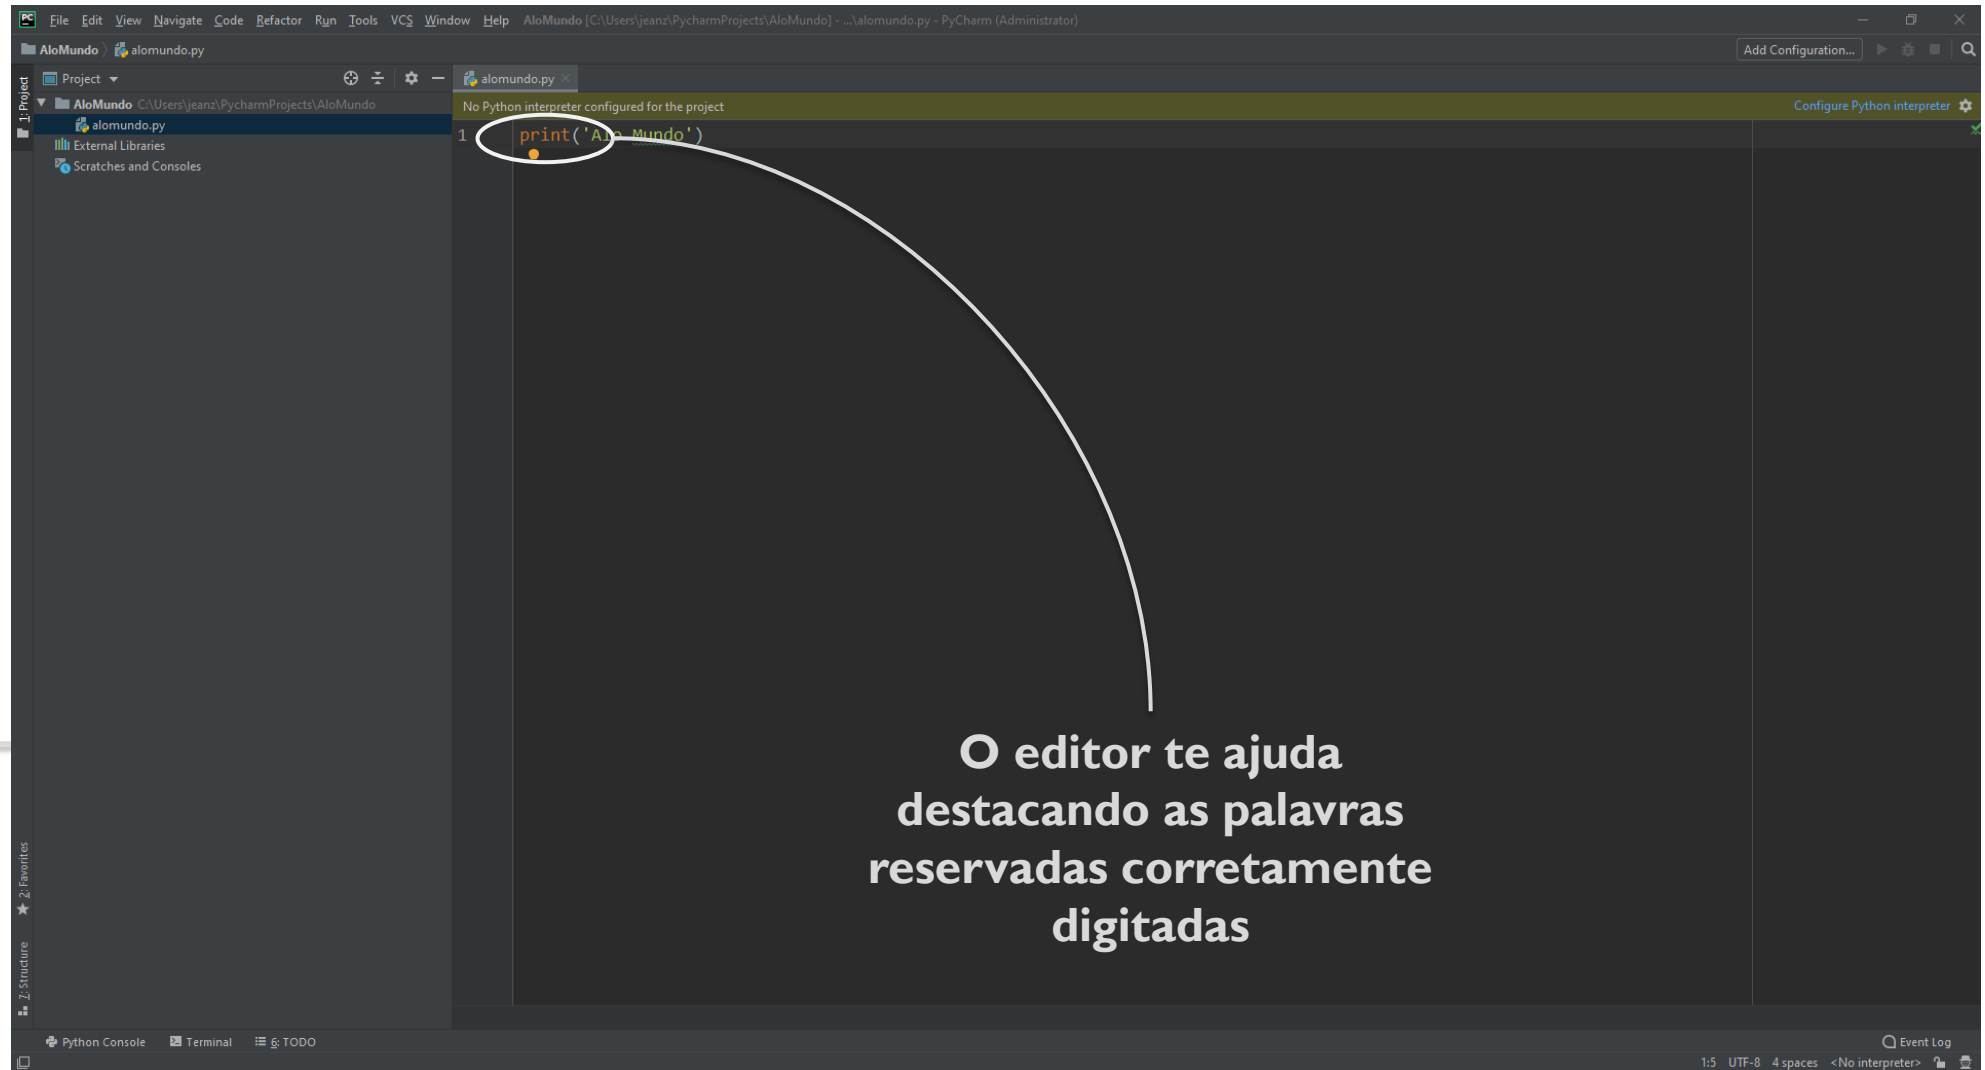 PC File Edit View Navigate Code Refactor Run Tools VCS Window Help AloMundo [C:\Users\jeanz\PycharmProjects\AloMundo] - ...\alomundo.py - PyCharm (Administrator)
AloMundo alomundo.py Add Configuration...
1: Project
Project
alomundo.py
AloMundo C:\Users\jeanz\PycharmProjects\AloMundo
No Python interpreter configured for the project Configure Python interpreter
alomundo.py
1 print('Alo Mundo')
External Libraries
Scratches and Consoles
O editor te ajuda
destacando as palavras
reservadas corretamente
digitadas
2: Favorites
7: Structure
Python Console Terminal 6: TODO Event Log
1:5 UTF-8 4 spaces <No interpreter>